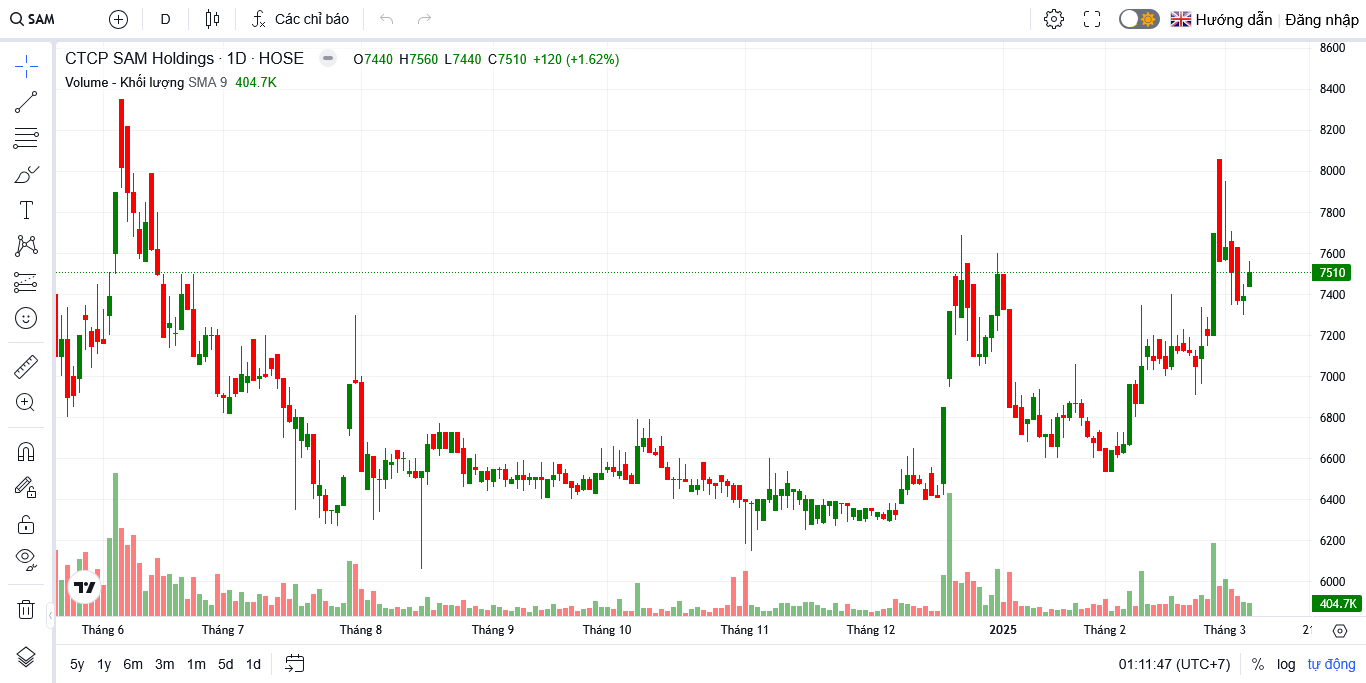 SAM D Các chỉ báo Hướng dẫn Đăng nhập
CTCP SAM Holdings · 1D · HOSE O7440 H7560 L7440 C7510 +120 (+1.62%)
Volume - Khối lượng SMA 9 404.7K
8600
8400
8200
8000
7800
7600
7510
7400
7200
7000
6800
6600
6400
6200
6000
404.7K
Tháng 6 Tháng 7 Tháng 8 Tháng 9 Tháng 10 Tháng 11 Tháng 12 2025 Tháng 2 Tháng 3 21
5y 1y 6m 3m 1m 5d 1d 01:11:47 (UTC+7) % log tự động